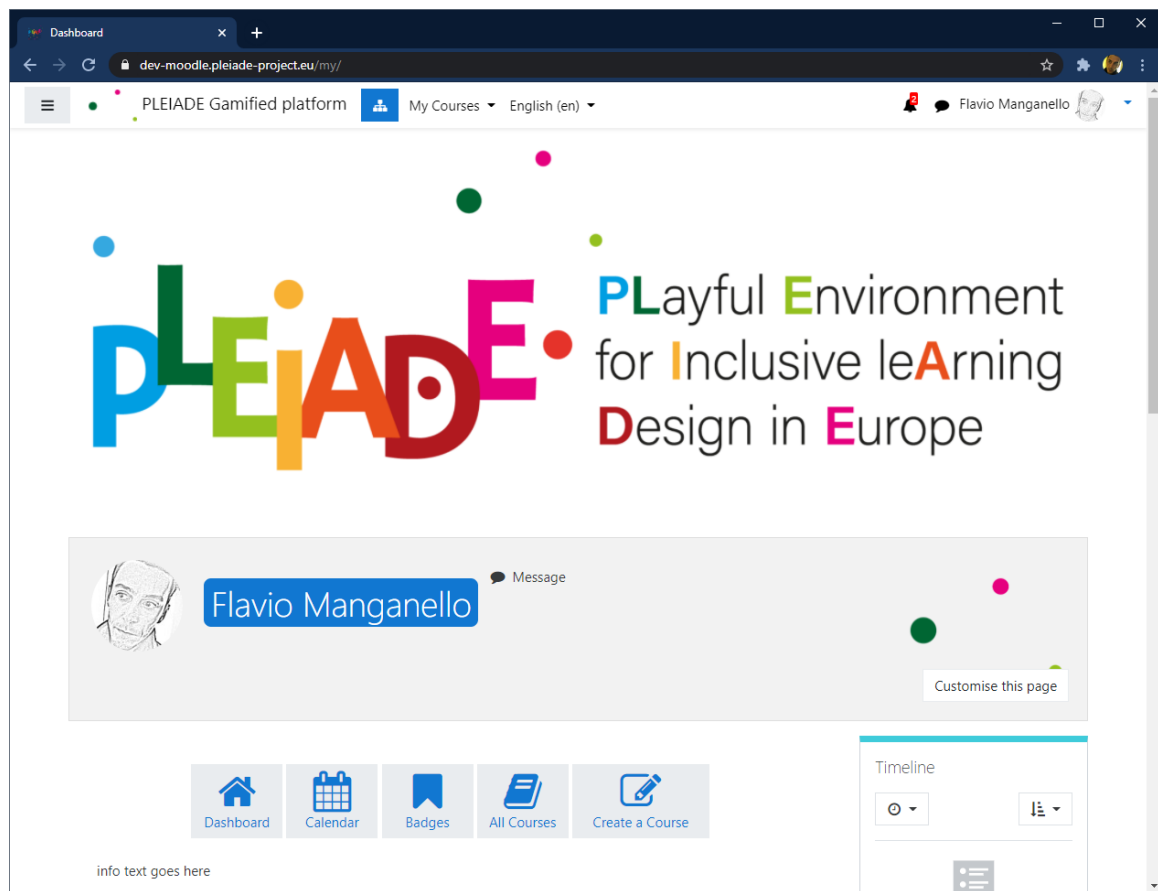 Dashboard
dev-moodle.pleiade-project.eu/my/
PLEIADE Gamified platform My Courses English (en) 2 Flavio Manganello
PLEIADE
PLayful Environment
for Inclusive leArning
Design in Europe
Flavio Manganello
Message
Customise this page
Timeline
Dashboard Calendar Badges All Courses Create a Course
info text goes here